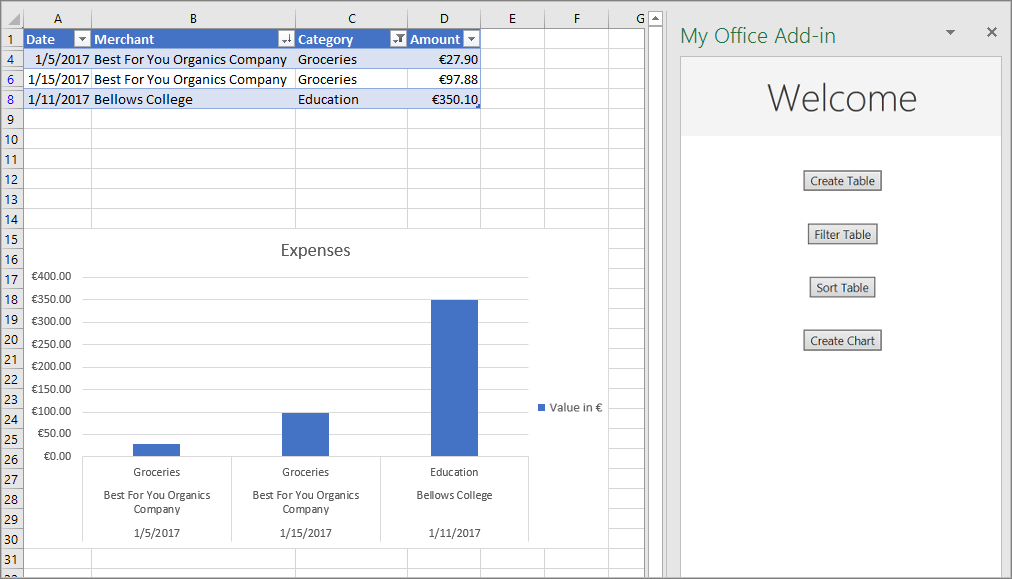 A B C D E F G
1 Date Merchant Category Amount
4 1/5/2017 Best For You Organics Company Groceries €27.90
6 1/15/2017 Best For You Organics Company Groceries €97.88
8 1/11/2017 Bellows College Education €350.10
9
10
11
12
13
14
15
16
17
18
19
20
21
22
23
24
25
26
27
28
29
30
31
Expenses
€400.00
€350.00
€300.00
€250.00
€200.00
€150.00
€100.00
€50.00
€0.00
Value in €
Groceries Groceries Education
Best For You Organics Best For You Organics Bellows College
Company Company
1/5/2017 1/15/2017 1/11/2017
My Office Add-in
Welcome
Create Table
Filter Table
Sort Table
Create Chart